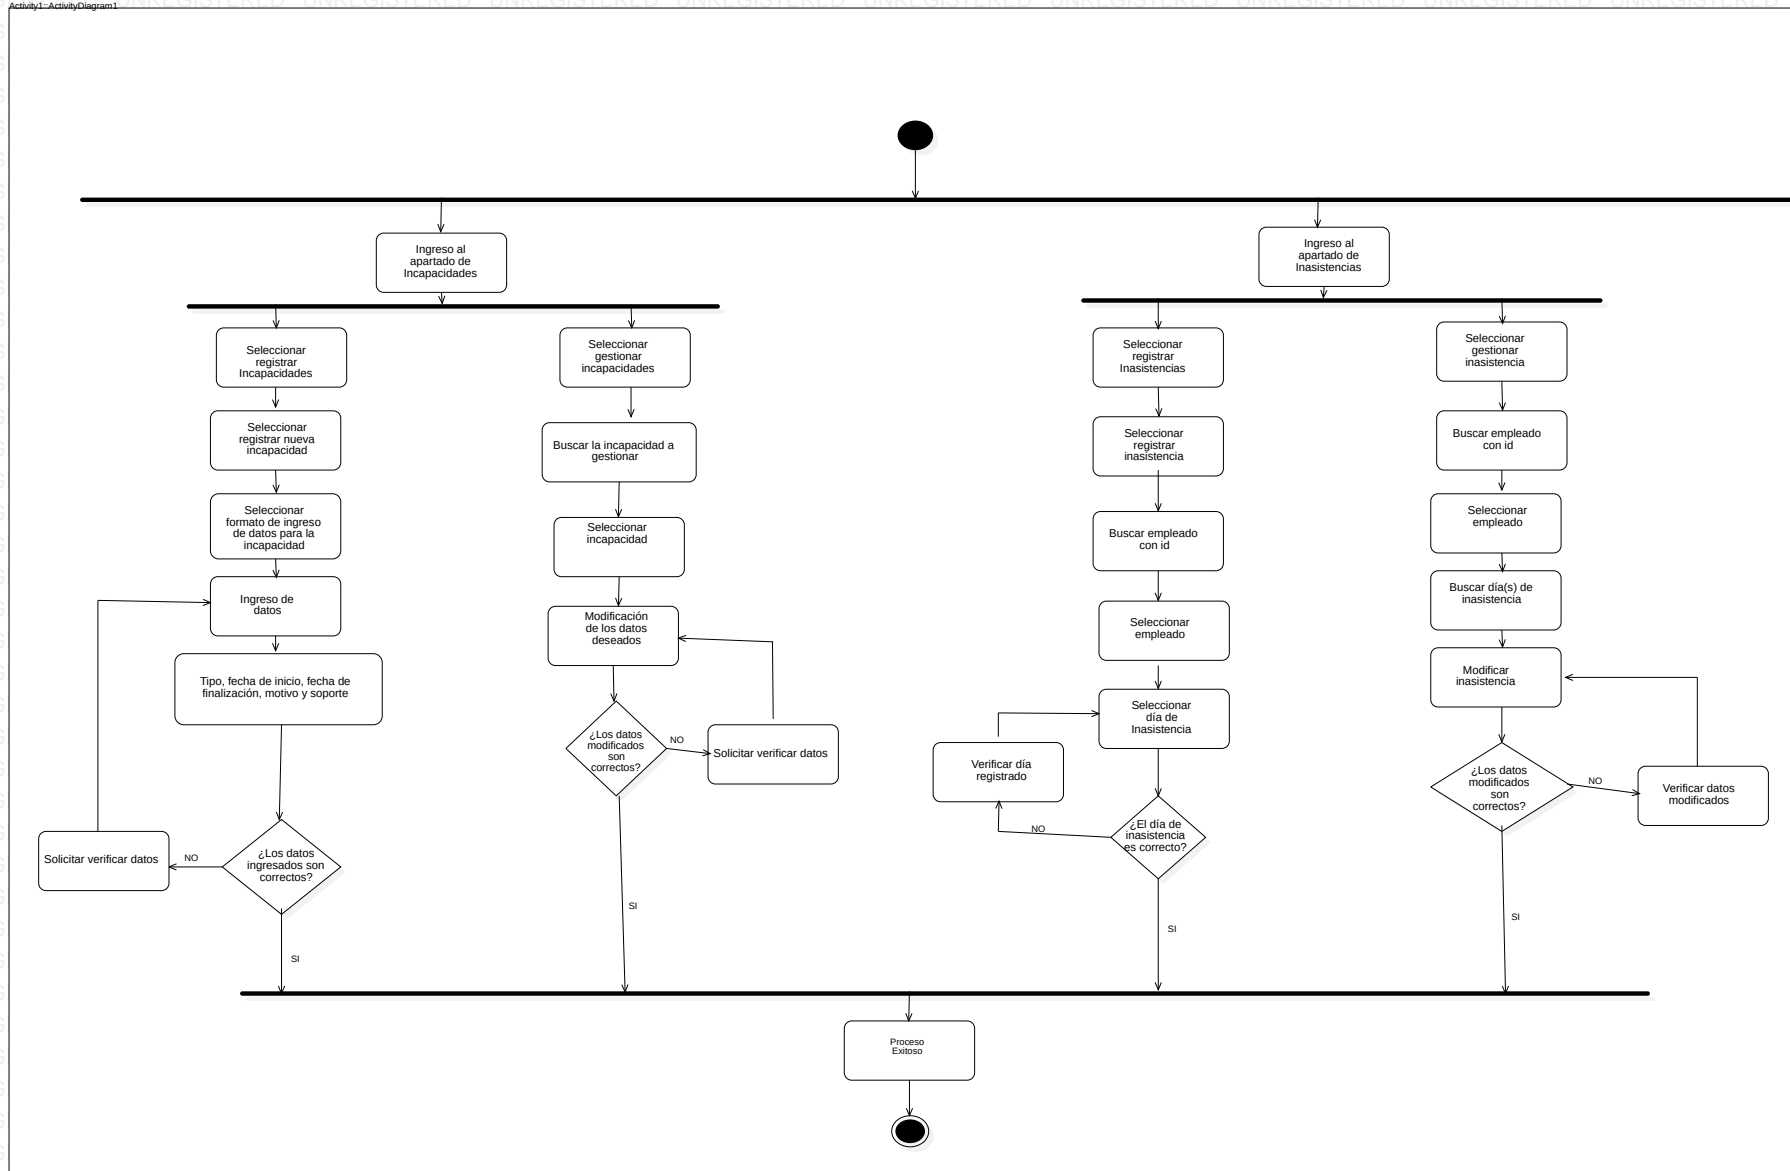 UNREGISTERED UNREGISTERED UNREGISTERED UNREGISTERED UNREGISTERED UNREGISTERED UNREGISTERED UNREGISTERED UNREGISTERED
Activity1::ActivityDiagram1
Ingreso al
apartado de
Incapacidades
Seleccionar
registrar
Incapacidades
Seleccionar
registrar nueva
incapacidad
Seleccionar
formato de ingreso
de datos para la
incapacidad
Ingreso de
datos
Tipo, fecha de inicio, fecha de
finalización, motivo y soporte
¿Los datos
ingresados son
correctos?
NO
Solicitar verificar datos
SI
Seleccionar
gestionar
incapacidades
Buscar la incapacidad a
gestionar
Seleccionar
incapacidad
Modificación
de los datos
deseados
¿Los datos
modificados
son
correctos?
NO
Solicitar verificar datos
SI
Ingreso al
apartado de
Inasistencias
Seleccionar
registrar
Inasistencias
Seleccionar
registrar
inasistencia
Buscar empleado
con id
Seleccionar
empleado
Seleccionar
día de
Inasistencia
Verificar día
registrado
NO
¿El día de
inasistencia
es correcto?
SI
Seleccionar
gestionar
inasistencia
Buscar empleado
con id
Seleccionar
empleado
Buscar día(s) de
inasistencia
Modificar
inasistencia
¿Los datos
modificados
son
correctos?
NO
Verificar datos
modificados
SI
Proceso
Exitoso